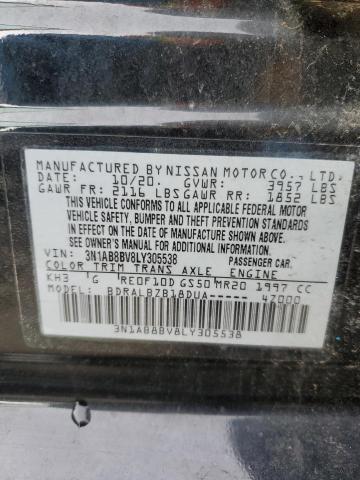 MANUFACTURED BY NISSAN MOTOR CO., LTD.
DATE: 10/20. GVWR: 3957 LBS
GAWR FR: 2116 LBS GAWR RR: 1852 LBS
THIS VEHICLE CONFORMS TO ALL APPLICABLE FEDERAL MOTOR
VEHICLE SAFETY, BUMPER AND THEFT PREVENTION STANDARDS
IN EFFECT ON THE DATE OF MANUFACTURE SHOWN ABOVE.
SEE OWNER'S MANUAL FOR ADDITIONAL INFORMATION.
VIN: 3N1AB8BV8LY305538 PASSENGER CAR.
COLOR TRIM TRANS AXLE ENGINE
KH3 G RE0F10D GS50 MR20 1997 CC
MODEL: BDRALBZB18DUA----- 4Z000
3N1AB8BV8LY305538